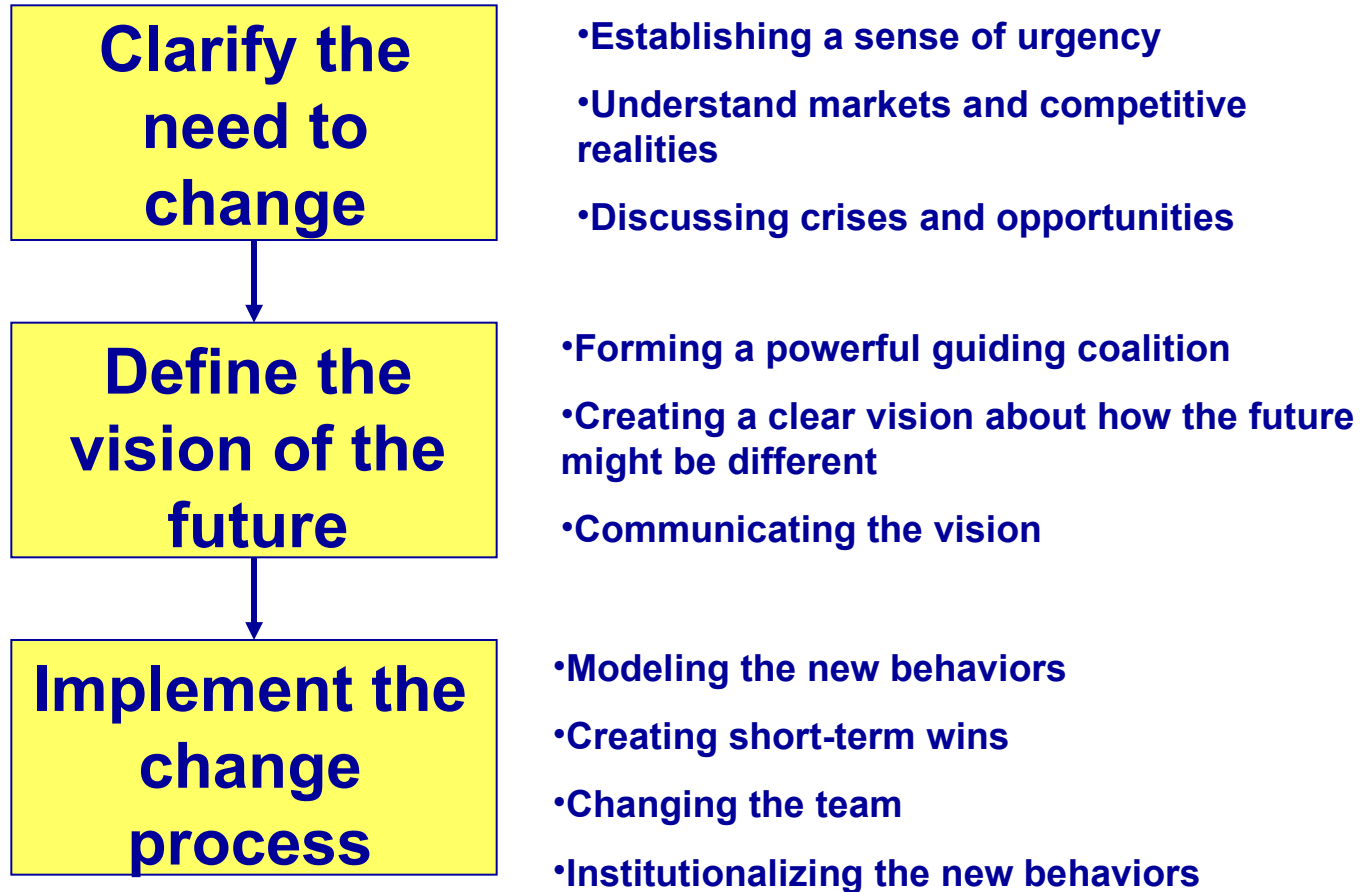 Clarify the
need to
change
•Establishing a sense of urgency
•Understand markets and competitive
realities
•Discussing crises and opportunities
Define the
vision of the
future
•Forming a powerful guiding coalition
•Creating a clear vision about how the future
might be different
•Communicating the vision
Implement the
change
process
•Modeling the new behaviors
•Creating short-term wins
•Changing the team
•Institutionalizing the new behaviors